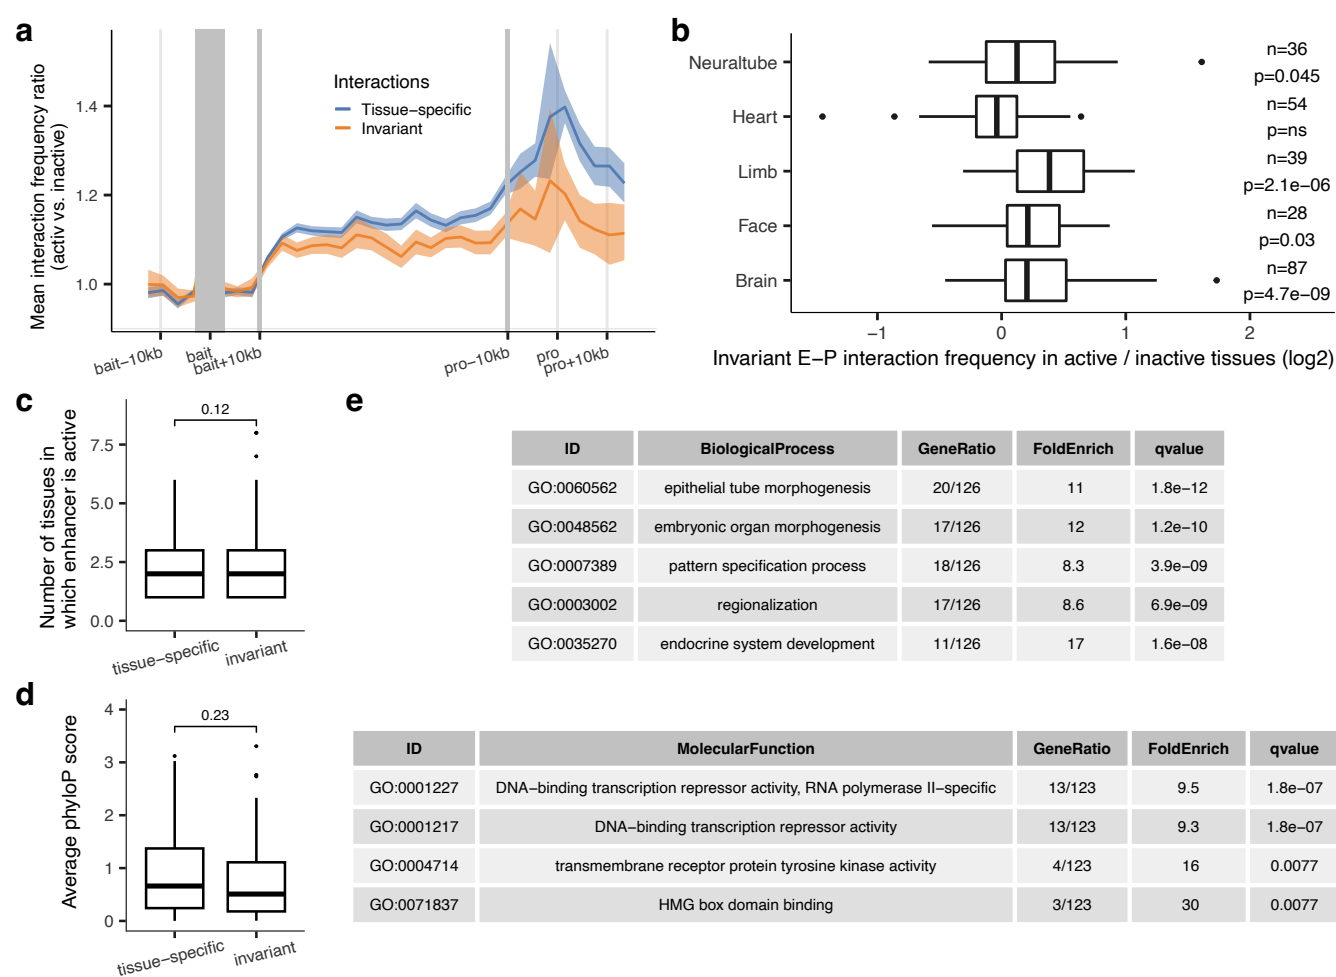 a
Mean interaction frequency ratio
(activ vs. inactive)
1.4
1.2
1.0
Interactions
Tissue−specific
Invariant
bait−10kb
bait
bait+10kb
pro−10kb
pro
pro+10kb
b
Neuraltube
Heart
Limb
Face
Brain
n=36
p=0.045
n=54
p=ns
n=39
p=2.1e−06
n=28
p=0.03
n=87
p=4.7e−09
−1
0
1
2
Invariant E−P interaction frequency in active / inactive tissues (log2)
c
Number of tissues in
which enhancer is active
7.5
5.0
2.5
0.0
0.12
tissue−specific
invariant
d
Average phyloP score
4
3
2
1
0
0.23
tissue−specific
invariant
e
ID BiologicalProcess GeneRatio FoldEnrich qvalue
GO:0060562 epithelial tube morphogenesis 20/126 11 1.8e−12
GO:0048562 embryonic organ morphogenesis 17/126 12 1.2e−10
GO:0007389 pattern specification process 18/126 8.3 3.9e−09
GO:0003002 regionalization 17/126 8.6 6.9e−09
GO:0035270 endocrine system development 11/126 17 1.6e−08
ID MolecularFunction GeneRatio FoldEnrich qvalue
GO:0001227 DNA−binding transcription repressor activity, RNA polymerase II−specific 13/123 9.5 1.8e−07
GO:0001217 DNA−binding transcription repressor activity 13/123 9.3 1.8e−07
GO:0004714 transmembrane receptor protein tyrosine kinase activity 4/123 16 0.0077
GO:0071837 HMG box domain binding 3/123 30 0.0077